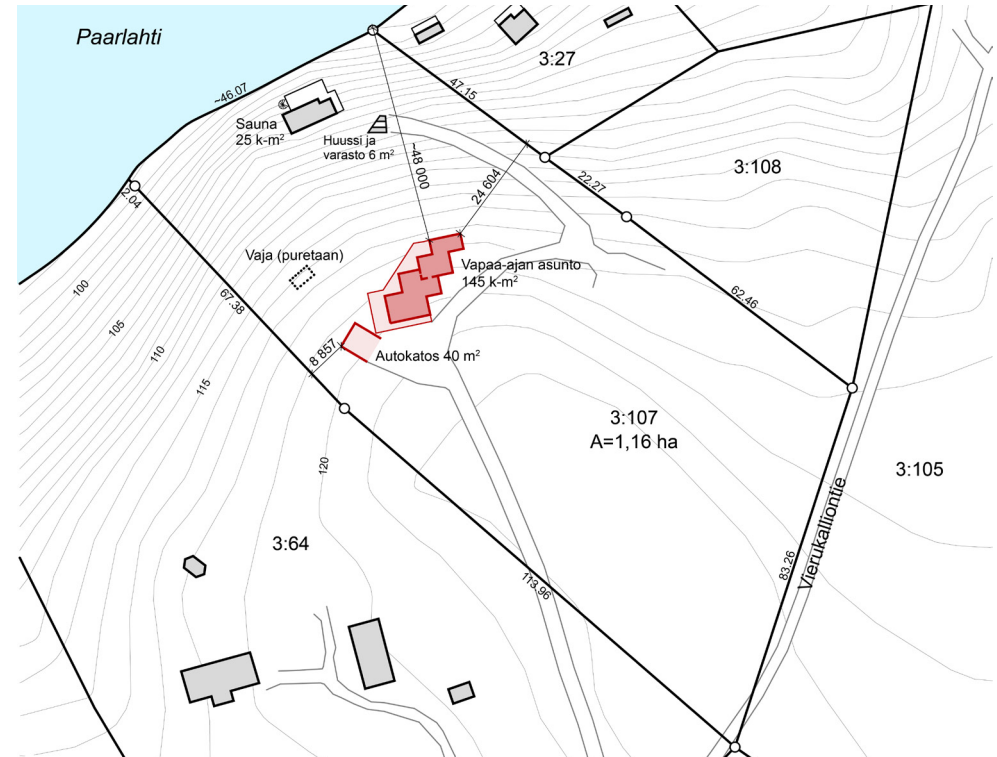 Paarlahti
3:27
47.15
~46.07
Sauna
25 k-m²
Huussi ja
varasto 6 m²
~48 000
24 604
22.27
3:108
2.04
Vaja (puretaan)
Vapaa-ajan asunto
145 k-m²
100
105
110
115
67.38
62.46
8 857
Autokatos 40 m²
3:107
A=1,16 ha
3:105
120
Vierukalliontie
3:64
113.96
83.26